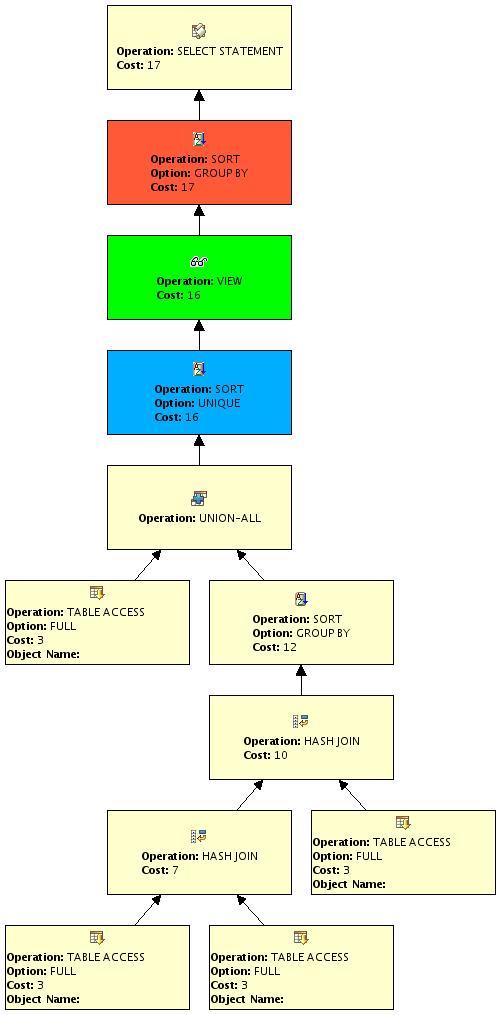 Operation: SELECT STATEMENT
Cost: 17
Operation: SORT
Option: GROUP BY
Cost: 17
Operation: VIEW
Cost: 16
Operation: SORT
Option: UNIQUE
Cost: 16
Operation: UNION-ALL
Operation: TABLE ACCESS
Option: FULL
Cost: 3
Object Name:
Operation: SORT
Option: GROUP BY
Cost: 12
Operation: HASH JOIN
Cost: 10
Operation: HASH JOIN
Cost: 7
Operation: TABLE ACCESS
Option: FULL
Cost: 3
Object Name:
Operation: TABLE ACCESS
Option: FULL
Cost: 3
Object Name:
Operation: TABLE ACCESS
Option: FULL
Cost: 3
Object Name: